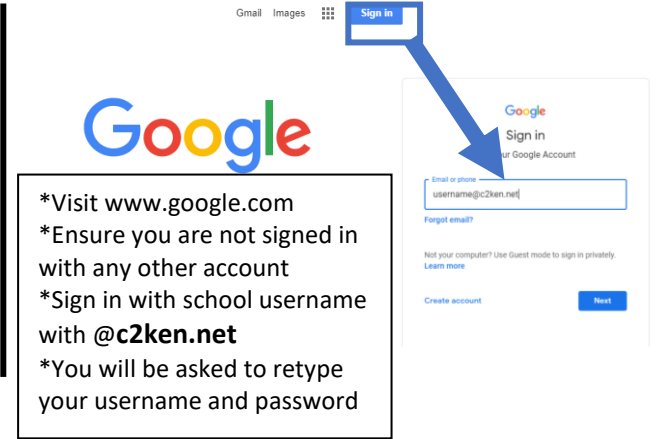 Gmail Images Sign in
Google
*Visit www.google.com
*Ensure you are not signed in
with any other account
*Sign in with school username
with @c2ken.net
*You will be asked to retype
your username and password
Google
Sign in
ur Google Account
Email or phone
username@c2ken.net
Forgot email?
Not your computer? Use Guest mode to sign in privately.
Learn more
Create account Next